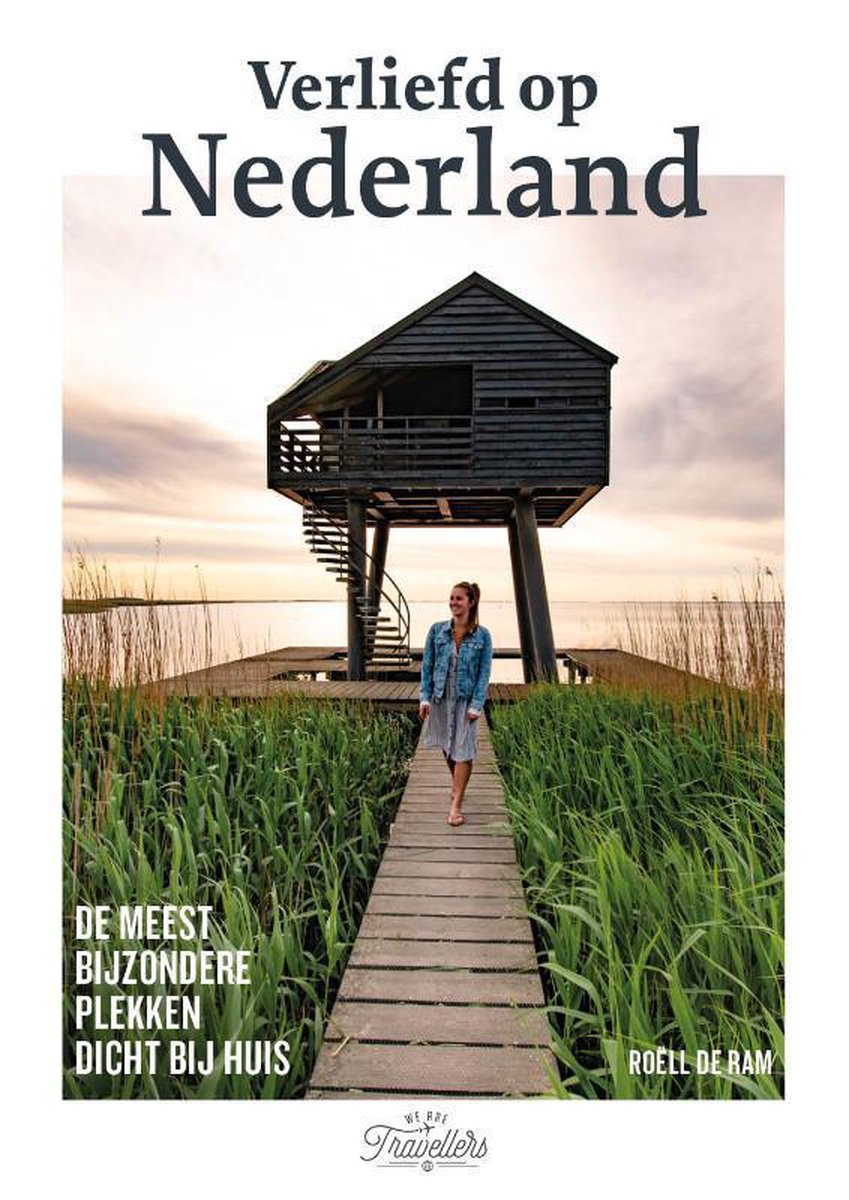 Verliefd op
Nederland
DE MEEST
BIJZONDERE
PLEKKEN
DICHT BIJ HUIS
ROËLL DE RAM
WE ARE
Travellers